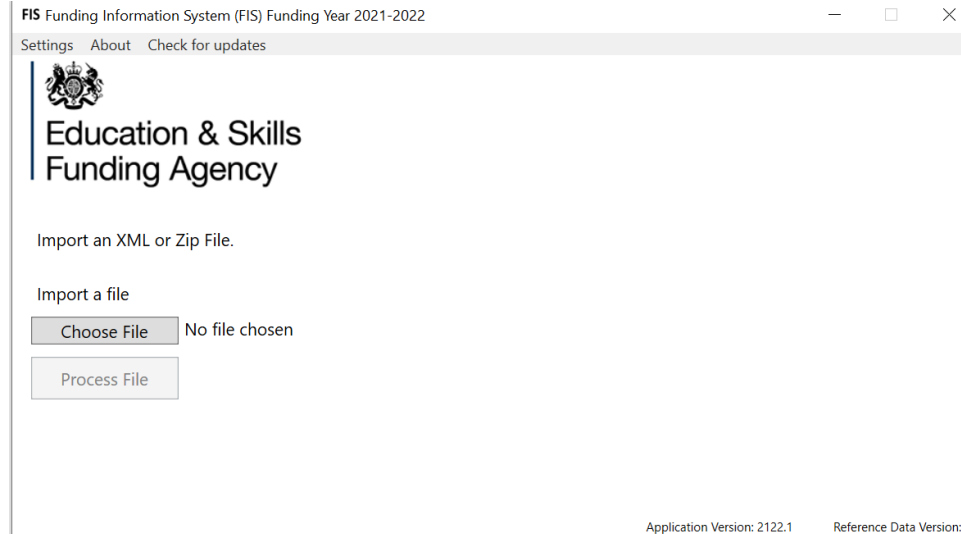 FIS Funding Information System (FIS) Funding Year 2021-2022
Settings About Check for updates
Education & Skills
Funding Agency
Import an XML or Zip File.
Import a file
Choose File No file chosen
Process File
Application Version: 2122.1 Reference Data Version: